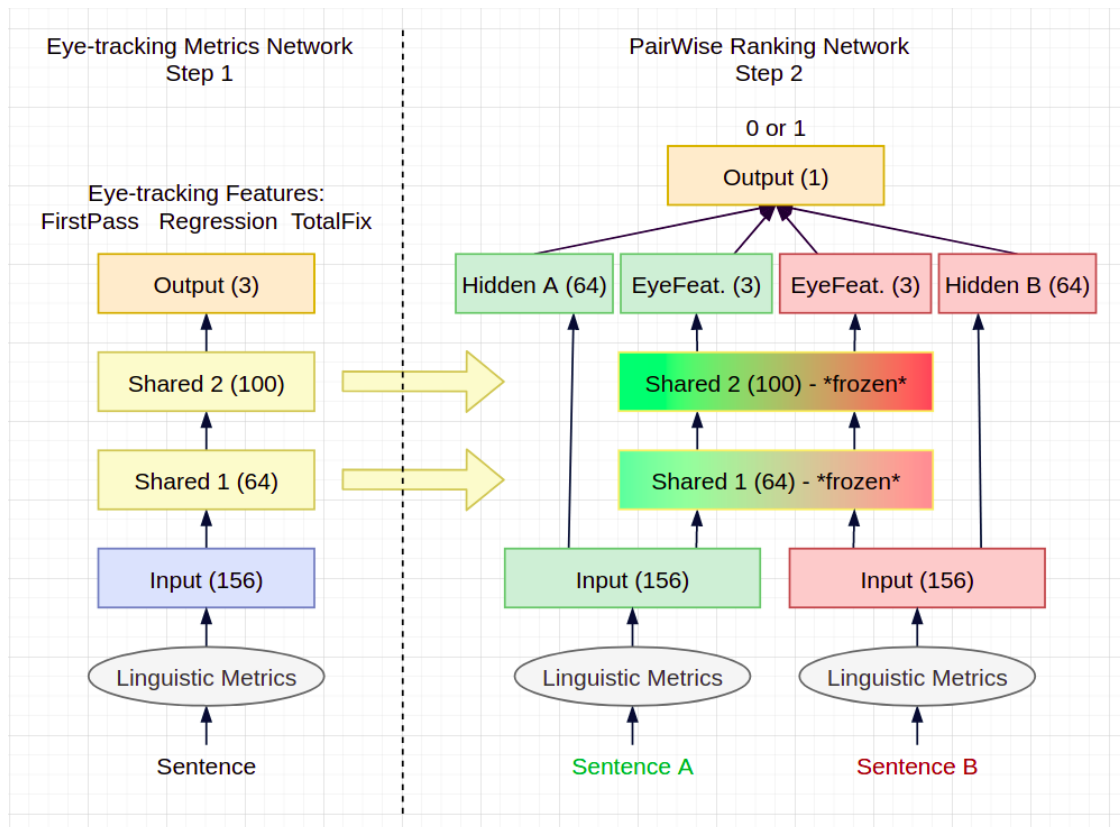 Eye-tracking Metrics Network
Step 1
Eye-tracking Features:
FirstPass Regression TotalFix
Output (3)
Shared 2 (100)
Shared 1 (64)
Input (156)
Linguistic Metrics
Sentence
PairWise Ranking Network
Step 2
0 or 1
Output (1)
Hidden A (64)
EyeFeat. (3)
EyeFeat. (3)
Hidden B (64)
Shared 2 (100) - *frozen*
Shared 1 (64) - *frozen*
Input (156)
Input (156)
Linguistic Metrics
Linguistic Metrics
Sentence A
Sentence B